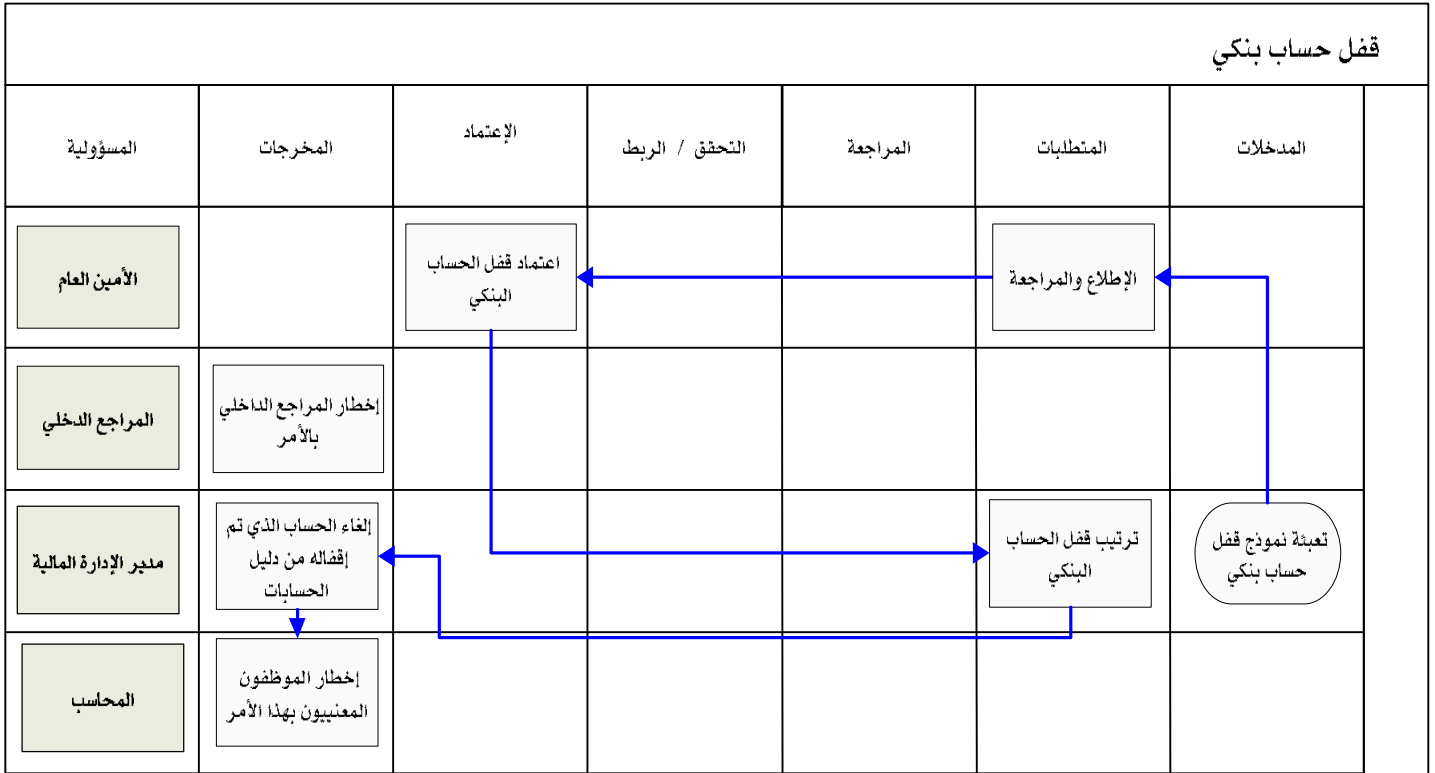 قفل حساب بنكي
المدخلات
المتطلبات
المراجعة
التحقق / الربط
الإعتماد
المخرجات
المسؤولية
الإطلاع والمراجعة
اعتماد قفل الحساب
البنكي
الأمين العام
إخطار المراجع الداخلي
بالأمر
المراجع الدخلي
تعبئة نموذج قفل
حساب بنكي
ترتيب قفل الحساب
البنكي
إلغاء الحساب الذي تم
إقفاله من دليل
الحسابات
مدير الإدارة المالية
إخطار الموظفون
المعنييون بهذا الأمر
المحاسب